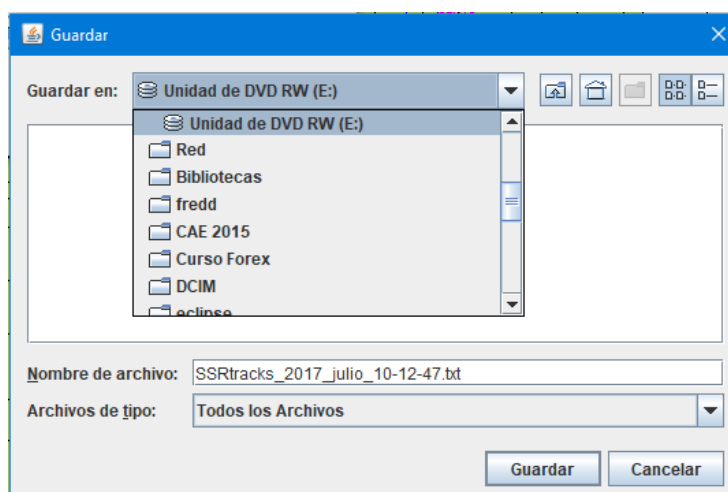 Guardar
Guardar en: Unidad de DVD RW (E:)
Unidad de DVD RW (E:)
Red
Bibliotecas
fredd
CAE 2015
Curso Forex
DCIM
eclipse
Nombre de archivo: SSRtracks_2017_julio_10-12-47.txt
Archivos de tipo: Todos los Archivos
Guardar Cancelar